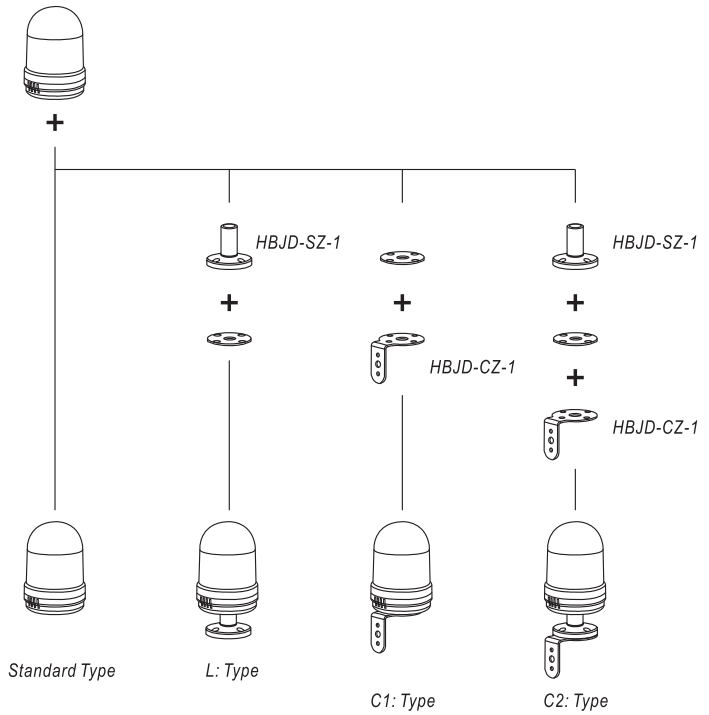 HBJD-SZ-1
HBJD-SZ-1
HBJD-CZ-1
HBJD-CZ-1
Standard Type
L: Type
C1: Type
C2: Type